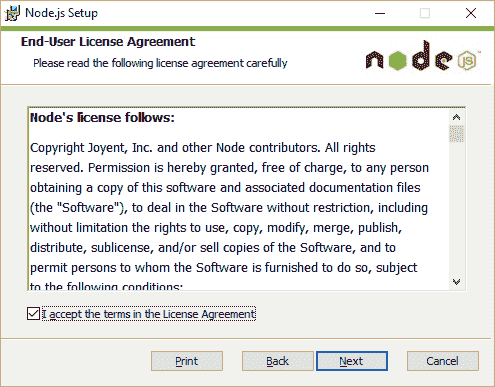 Node.js Setup
End-User License Agreement
Please read the following license agreement carefully
node
JS
Node's license follows:
Copyright Joyent, Inc. and other Node contributors. All rights
reserved. Permission is hereby granted, free of charge, to any person
obtaining a copy of this software and associated documentation files
(the "Software"), to deal in the Software without restriction, including
without limitation the rights to use, copy, modify, merge, publish,
distribute, sublicense, and/or sell copies of the Software, and to
permit persons to whom the Software is furnished to do so, subject
to the following conditions:
I accept the terms in the License Agreement
Print Back Next Cancel